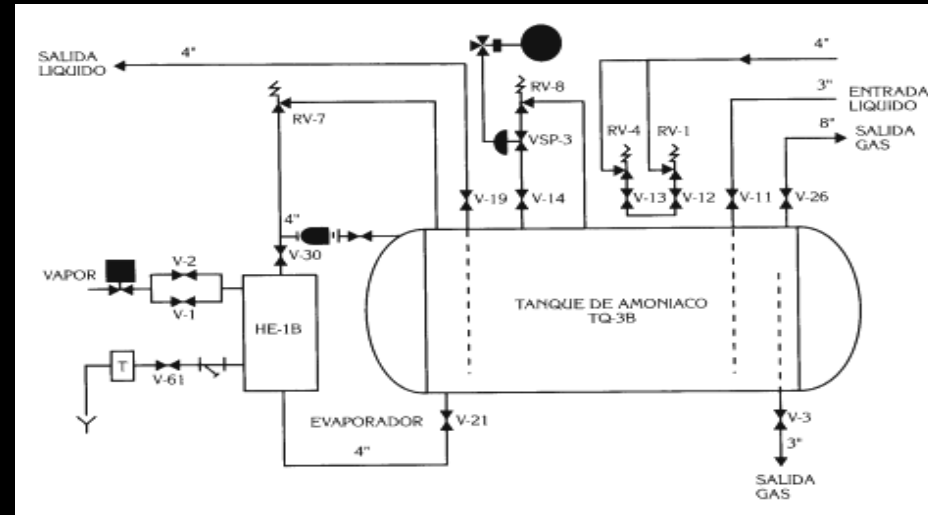 4"
SALIDA
LIQUIDO
RV-8
4"
3"
ENTRADA
LIQUIDO
RV-7
VSP-3
RV-4
RV-1
8"
SALIDA
GAS
V-19
V-14
V-13
V-12
V-11
V-26
4"
V-30
VAPOR
V-2
V-1
HE-1B
TANQUE DE AMONIACO
TQ-3B
T
V-61
EVAPORADOR
V-21
V-3
4"
3"
SALIDA
GAS